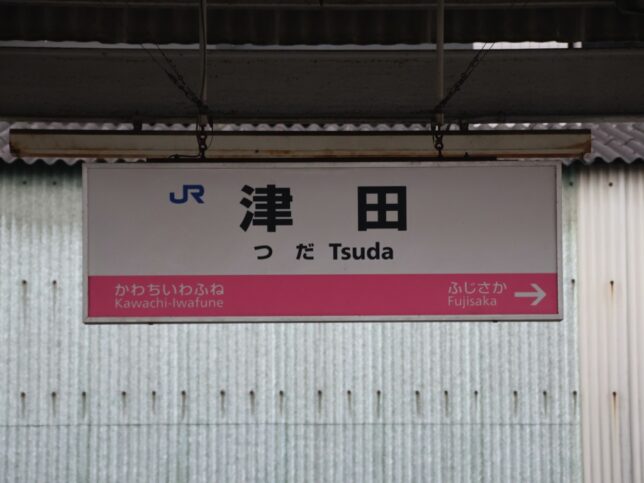 JR 津田
つだ Tsuda
かわちいわふね ふじさか
Kawachi-Iwafune Fujisaka →